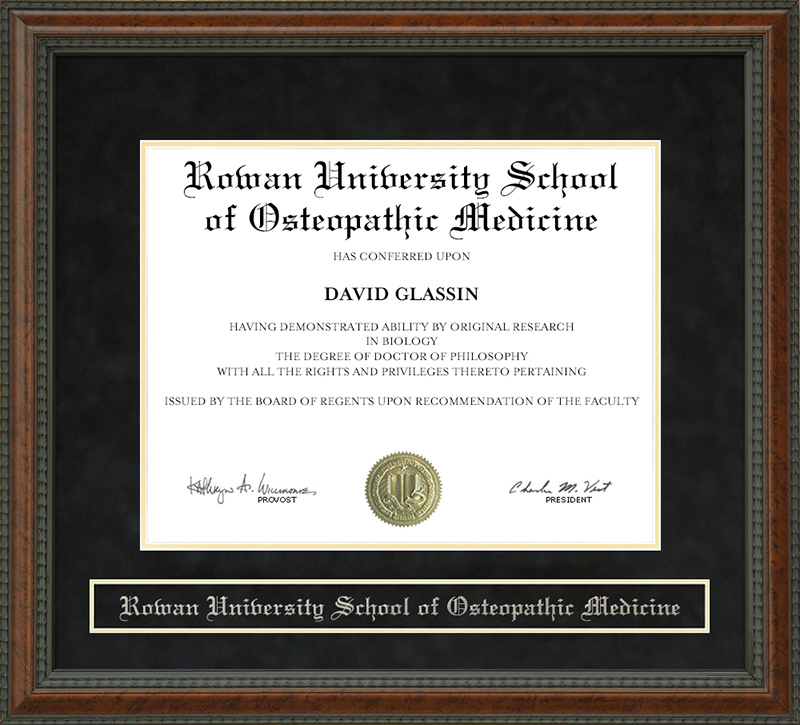 Rowan University School
of Osteopathic Medicine
HAS CONFERRED UPON
DAVID GLASSIN
HAVING DEMONSTRATED ABILITY BY ORIGINAL RESEARCH
IN BIOLOGY
THE DEGREE OF DOCTOR OF PHILOSOPHY
WITH ALL THE RIGHTS AND PRIVILEGES THERETO PERTAINING
ISSUED BY THE BOARD OF REGENTS UPON RECOMMENDATION OF THE FACULTY
Charles M. Vest
PROVOST PRESIDENT
Rowan University School of Osteopathic Medicine